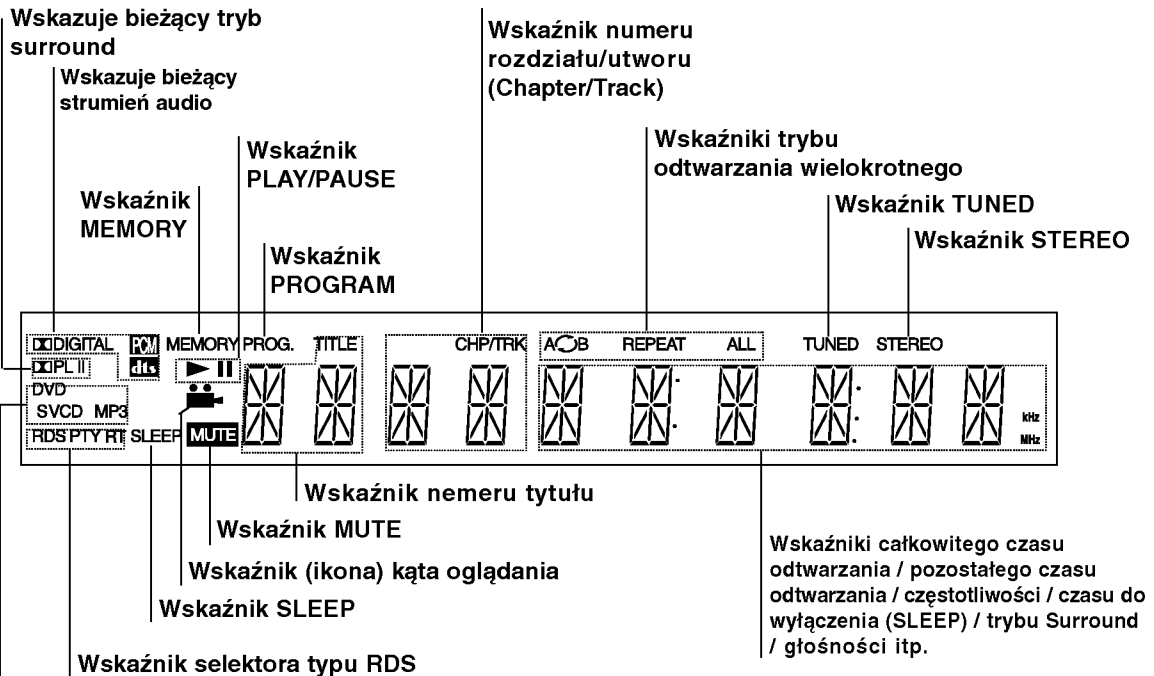 Wskazuje bieżący tryb
surround
Wskazuje bieżący
strumień audio
Wskaźnik numeru
rozdziału/utworu
(Chapter/Track)
Wskaźnik
PLAY/PAUSE
Wskaźniki trybu
odtwarzania wielokrotnego
Wskaźnik
MEMORY
Wskaźnik TUNED
Wskaźnik STEREO
Wskaźnik
PROGRAM
DIGITAL PCM MEMORY PROG. TITLE CHP/TRK A B REPEAT ALL TUNED STEREO
PL II dts
DVD
SVCD MP3
kHz
RDS PTY RT SLEEP MUTE MHz
Wskaźnik nemeru tytułu
Wskaźnik MUTE
Wskaźnik (ikona) kąta oglądania
Wskaźnik SLEEP
Wskaźnik selektora typu RDS
Wskaźniki całkowitego czasu
odtwarzania / pozostałego czasu
odtwarzania / częstotliwości / czasu do
wyłączenia (SLEEP) / trybu Surround
/ głośności itp.